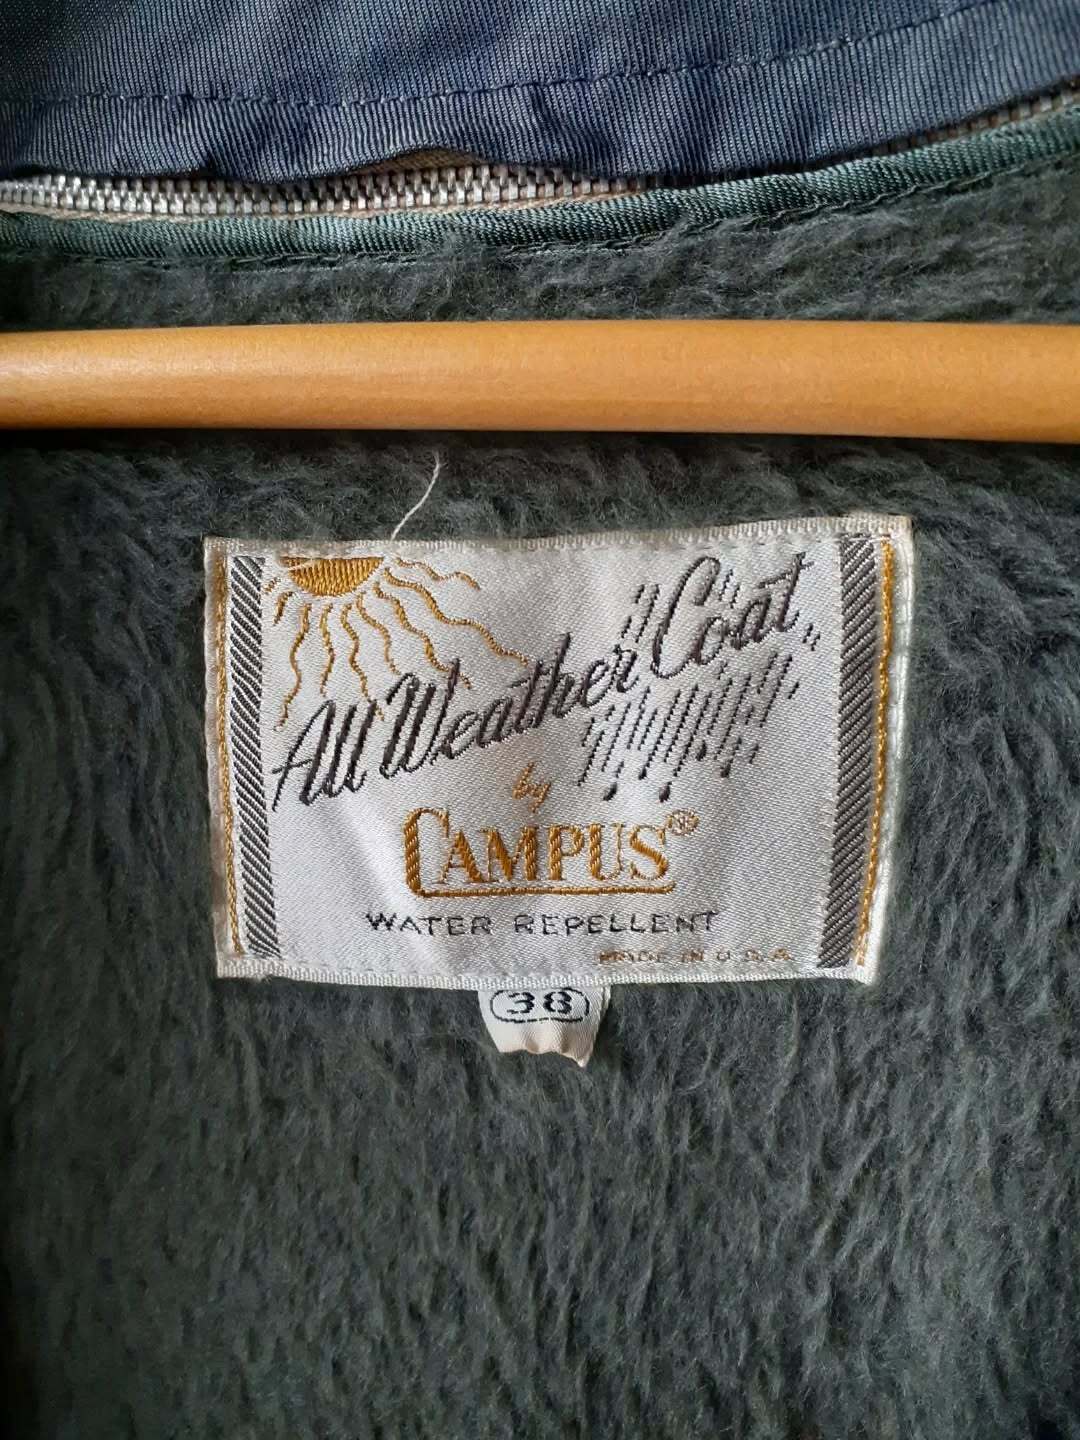 All Weather Coat
by
CAMPUS®
WATER REPELLENT
MADE IN U.S.A.
38